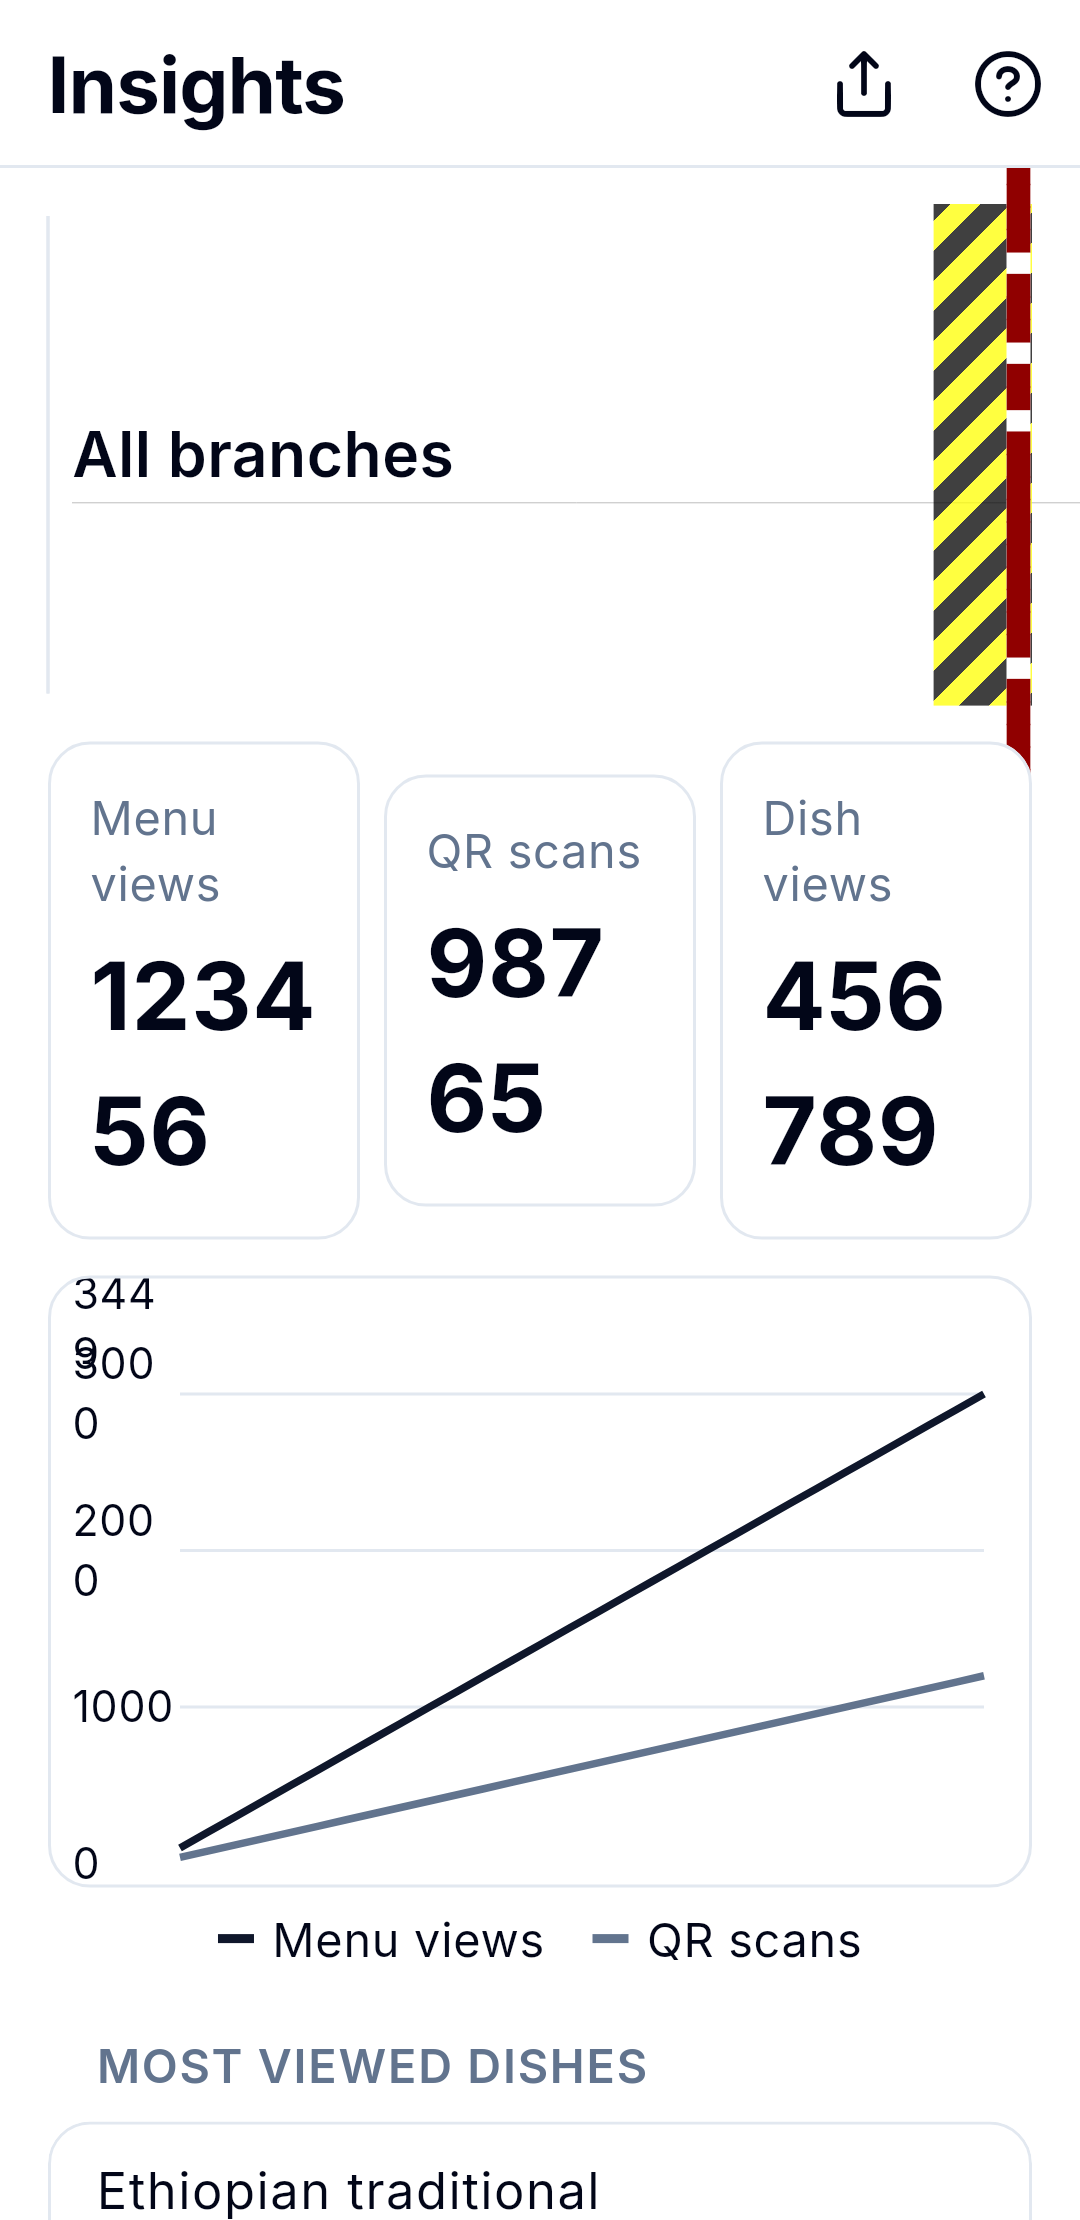 Insights
All branches
Menu
views
1234
56
QR scans
987
65
Dish
views
456
789
344
9
300
0
200
0
1000
0
Menu views
QR scans
MOST VIEWED DISHES
Ethiopian traditional